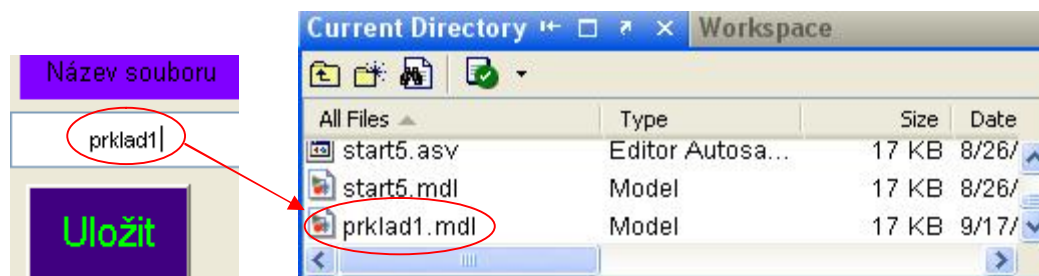 Název souboru
prklad1
Uložit
Current Directory Workspace
All Files Type Size Date
start5.asv Editor Autosa... 17 KB 8/26/
start5.mdl Model 17 KB 8/26/
prklad1.mdl Model 17 KB 9/17/